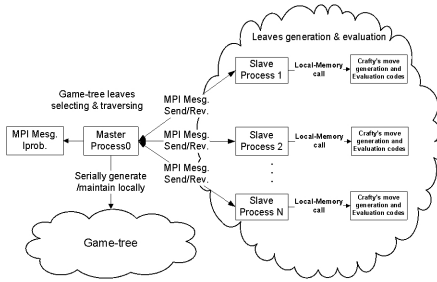 Leaves generation & evaluation
Game-tree leaves
selecting & traversing
MPI Mesg.
Iprob.
Master
Process0
MPI Mesg.
Send/Rev.
MPI Mesg.
Send/Rev.
MPI Mesg.
Send/Rev.
Slave
Process 1
Local-Memory
call
Crafty's move
generation and
Evaluation codes
Slave
Process 2
Local-Memory
call
Crafty's move
generation and
Evaluation codes
Slave
Process N
Local-Memory
call
Crafty's move
generation and
Evaluation codes
Serially generate
/maintain locally
Game-tree